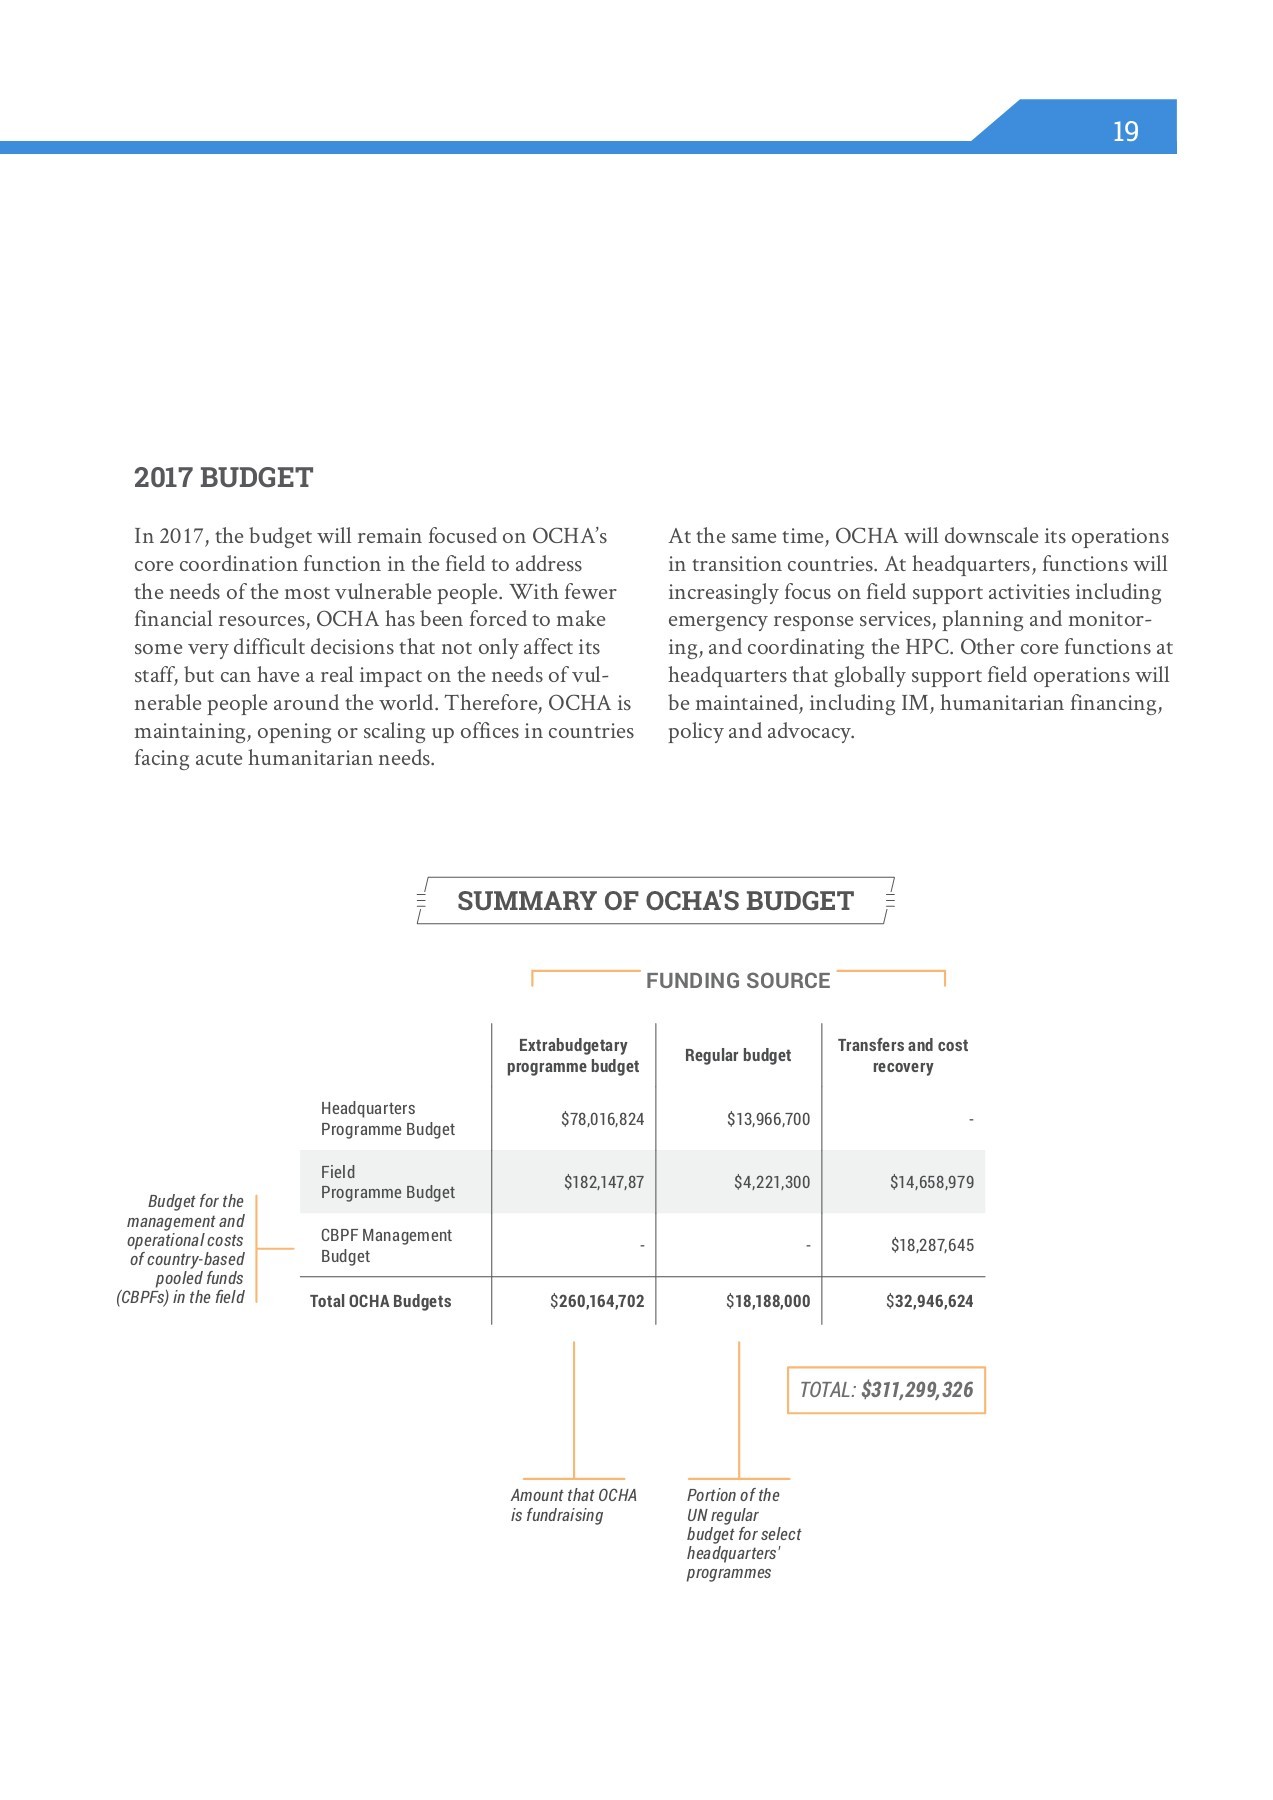 19
2017 BUDGET
In 2017, the budget will remain focused on OCHA’s
core coordination function in the field to address
the needs of the most vulnerable people. With fewer
financial resources, OCHA has been forced to make
some very difficult decisions that not only affect its
staff, but can have a real impact on the needs of vul-
nerable people around the world. Therefore, OCHA is
maintaining, opening or scaling up offices in countries
facing acute humanitarian needs.
At the same time, OCHA will downscale its operations
in transition countries. At headquarters, functions will
increasingly focus on field support activities including
emergency response services, planning and monitor-
ing, and coordinating the HPC. Other core functions at
headquarters that globally support field operations will
be maintained, including IM, humanitarian financing,
policy and advocacy.
SUMMARY OF OCHA'S BUDGET
FUNDING SOURCE
Extrabudgetary
programme budget
Regular budget
Transfers and cost
recovery
Headquarters
Programme Budget
$78,016,824
$13,966,700
-
Field
Programme Budget
$182,147,87
$4,221,300
$14,658,979
CBPF Management
Budget
-
-
$18,287,645
Total OCHA Budgets
$260,164,702
$18,188,000
$32,946,624
Budget for the
management and
operational costs
of country-based
pooled funds
(CBPFs) in the field
TOTAL: $311,299,326
Amount that OCHA
is fundraising
Portion of the
UN regular
budget for select
headquarters'
programmes